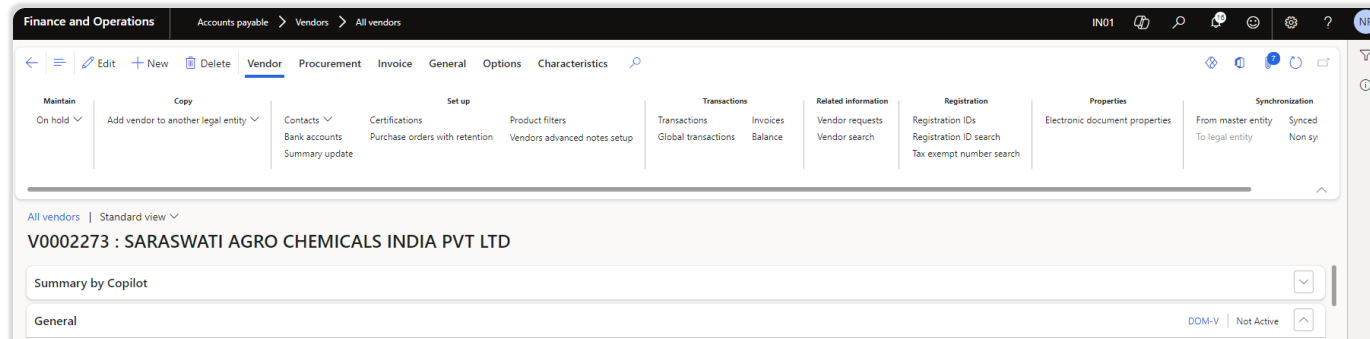 Finance and Operations Accounts payable Vendors All vendors IN01 16 ? NF
Edit New Delete Vendor Procurement Invoice General Options Characteristics 7
Maintain Copy Set up Transactions Related information Registration Properties Synchronization
On hold Add vendor to another legal entity Contacts Certifications Product filters Transactions Invoices Vendor requests Registration IDs Electronic document properties From master entity Synced
Bank accounts Purchase orders with retention Vendors advanced notes setup Global transactions Balance Vendor search Registration ID search To legal entity Non sy
Summary update Tax exempt number search
All vendors | Standard view
V0002273 : SARASWATI AGRO CHEMICALS INDIA PVT LTD
Summary by Copilot
General DOM-V Not Active